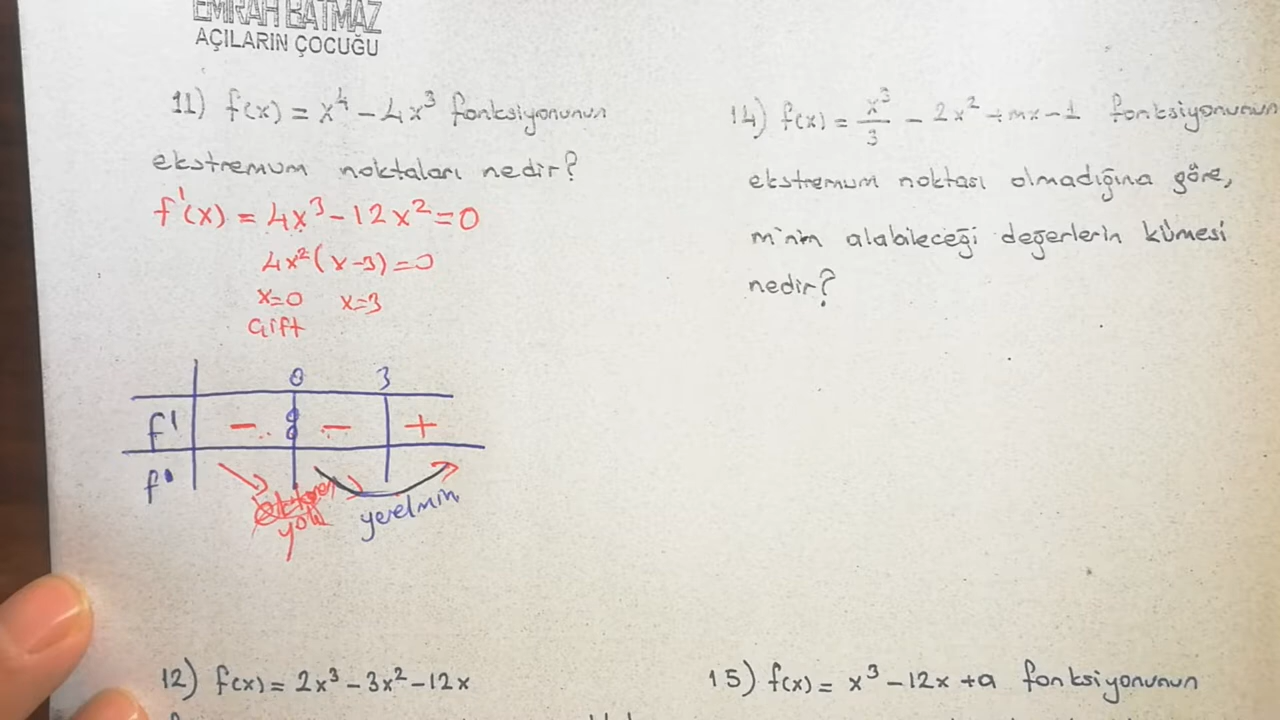 EMRAH BATMAZ
AÇILARIN ÇOCUĞU
11) f(x) = x⁴ - 4x³ fonksiyonunun
ekstremum noktaları nedir?
f'(x) = 4x³ - 12x² = 0
4x²(x-3) = 0
x=0 x=3
Çift
0 3
f' - - +
f
yok
yerel min
12) f(x) = 2x³ - 3x² - 12x
14) f(x) = x³/3 - 2x² + mx - 1 fonksiyonunun
ekstremum noktası olmadığına göre,
m'nin alabileceği değerlerin kümesi
nedir?
15) f(x) = x³ - 12x + a fonksiyonunun